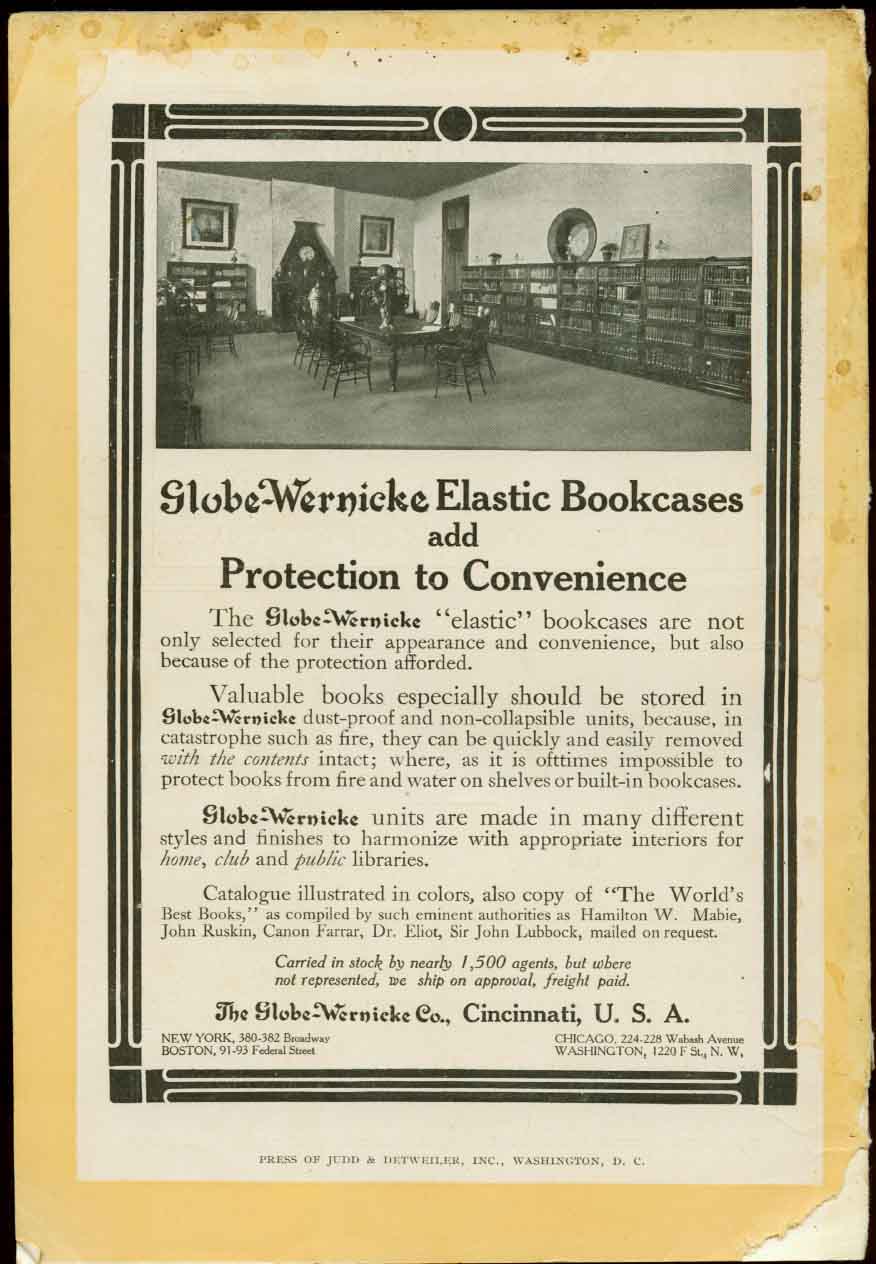 Globe-Wernicke Elastic Bookcases
add
Protection to Convenience
The Globe-Wernicke "elastic" bookcases are not
only selected for their appearance and convenience, but also
because of the protection afforded.
Valuable books especially should be stored in
Globe-Wernicke dust-proof and non-collapsible units, because, in
catastrophe such as fire, they can be quickly and easily removed
with the contents intact; where, as it is ofttimes impossible to
protect books from fire and water on shelves or built-in bookcases.
Globe-Wernicke units are made in many different
styles and finishes to harmonize with appropriate interiors for
home, club and public libraries.
Catalogue illustrated in colors, also copy of "The World's
Best Books," as compiled by such eminent authorities as Hamilton W. Mabie,
John Ruskin, Canon Farrar, Dr. Eliot, Sir John Lubbock, mailed on request.
Carried in stock by nearly 1,500 agents, but where
not represented, we ship on approval, freight paid.
The Globe-Wernicke Co., Cincinnati, U. S. A.
NEW YORK, 380-382 Broadway
BOSTON, 91-93 Federal Street
CHICAGO, 224-228 Wabash Avenue
WASHINGTON, 1220 F St., N. W,
PRESS OF JUDD & DETWEILER, INC., WASHINGTON, D. C.